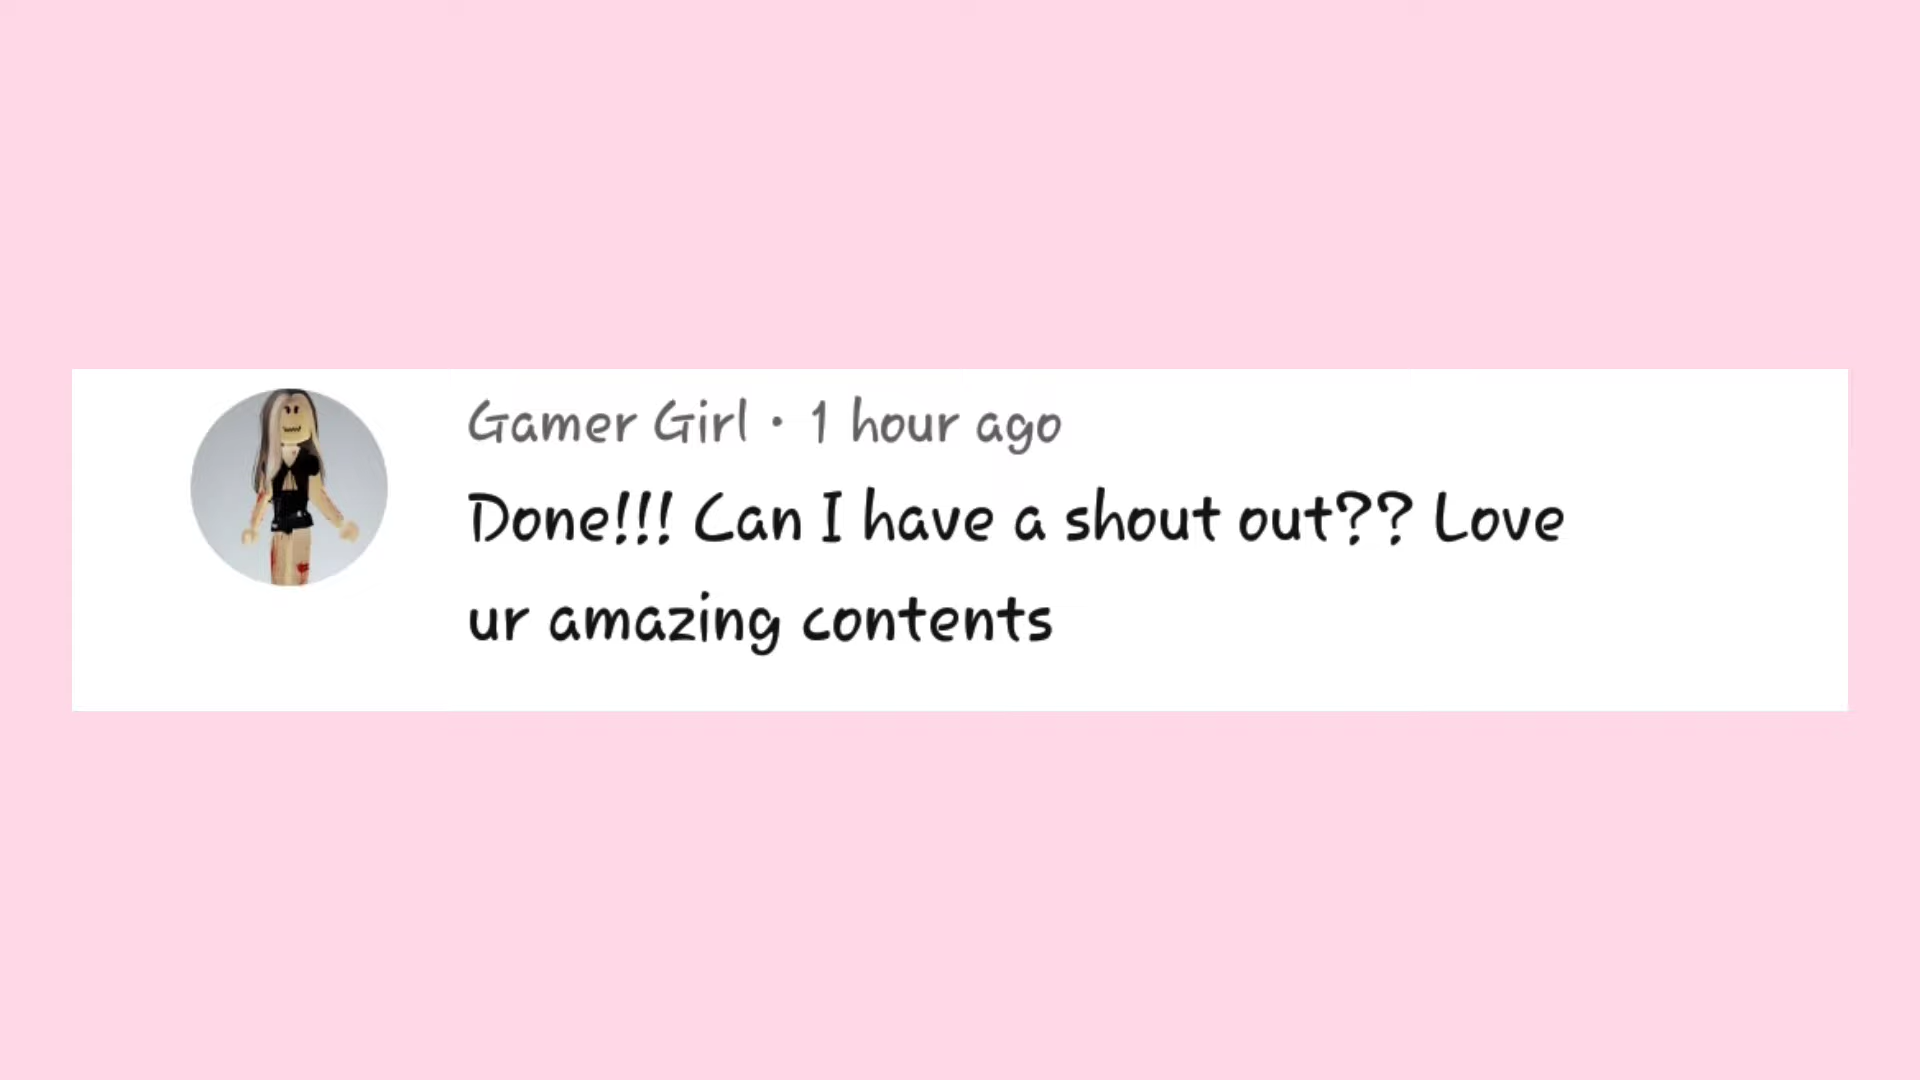 Gamer Girl • 1 hour ago
Done!!! Can I have a shout out?? Love
ur amazing contents